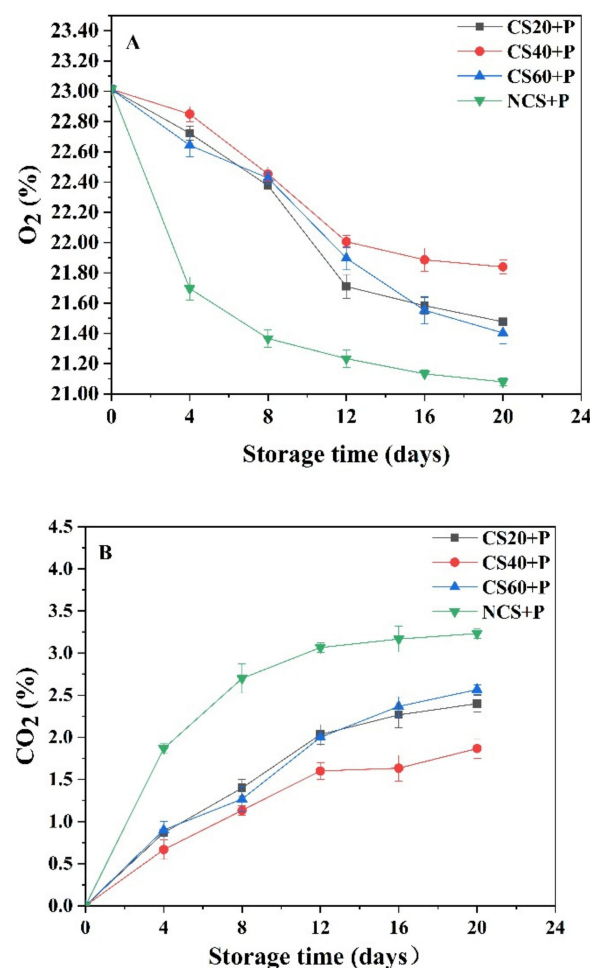 A
CS20+P
CS40+P
CS60+P
NCS+P
23.40
23.20
23.00
22.80
22.60
22.40
22.20
22.00
21.80
21.60
21.40
21.20
21.00
O2 (%)
0 4 8 12 16 20 24
Storage time (days)
B
CS20+P
CS40+P
CS60+P
NCS+P
4.5
4.0
3.5
3.0
2.5
2.0
1.5
1.0
0.5
0.0
CO2 (%)
0 4 8 12 16 20 24
Storage time (days）